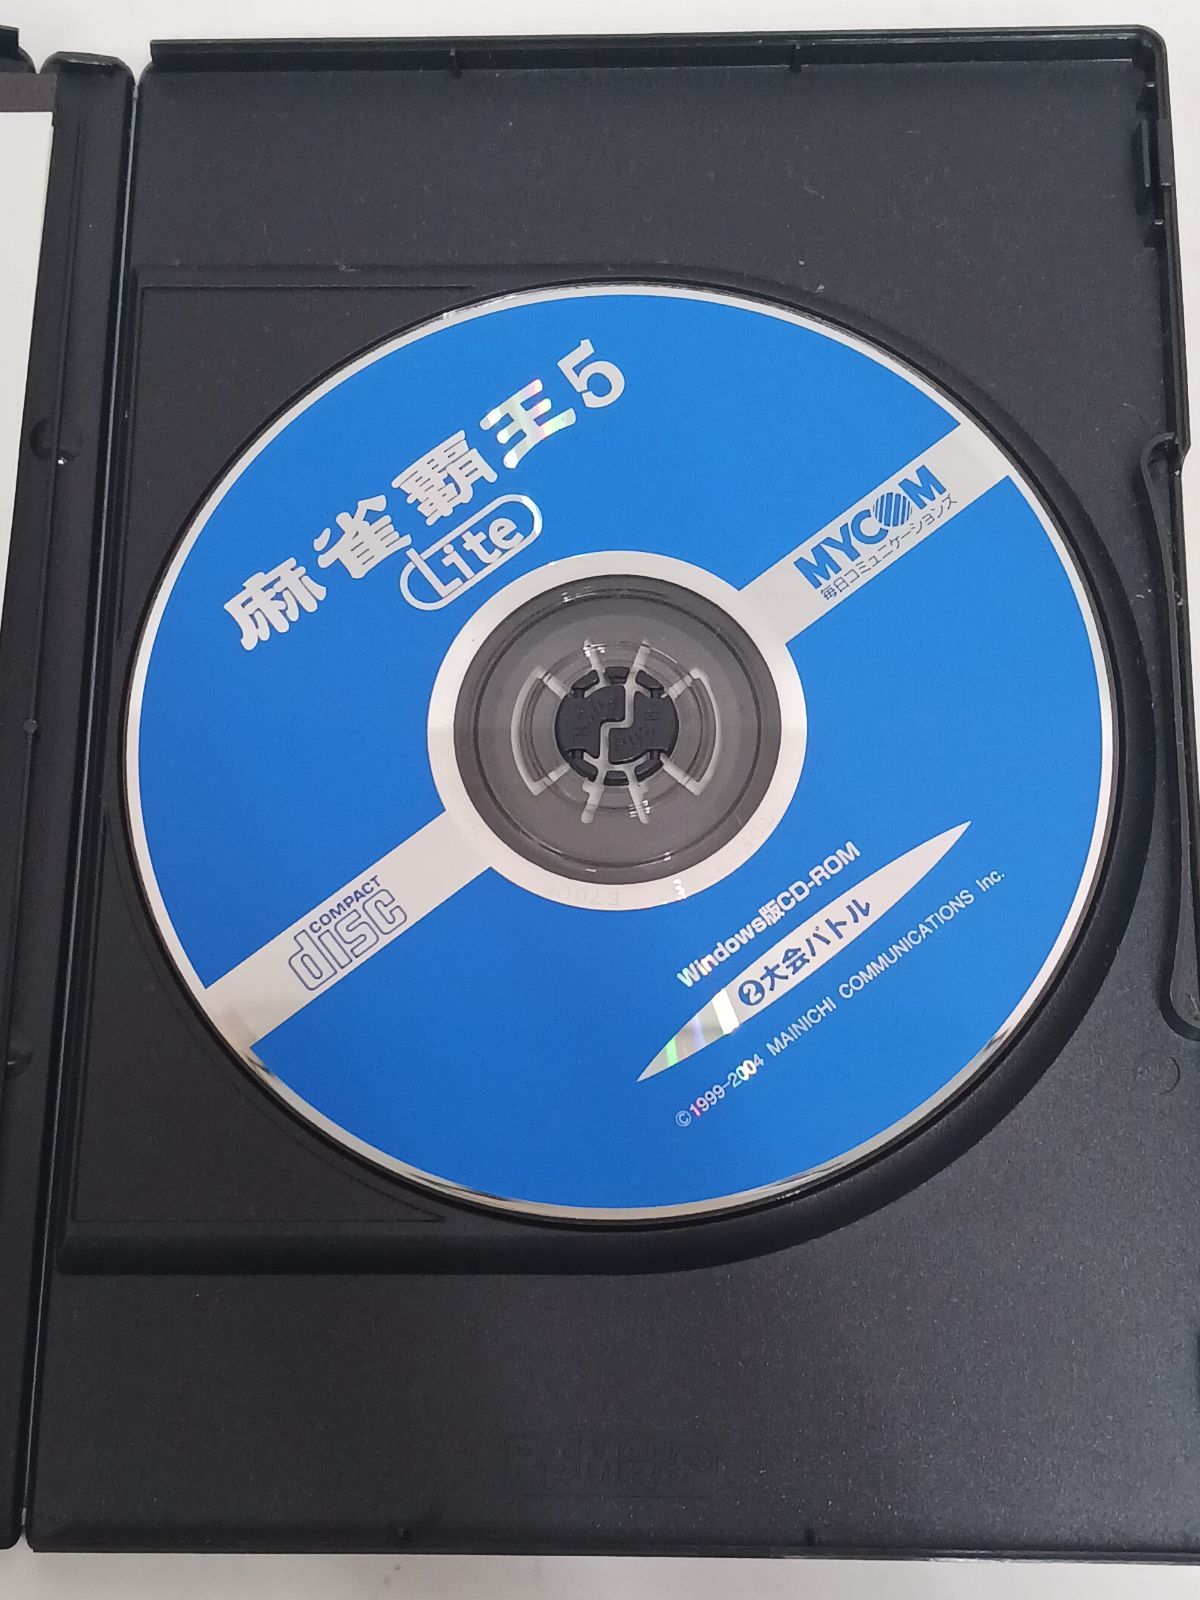 麻雀覇王5
Lite
MYCOM
毎日コミュニケーションズ
COMPACT
disc
Windows版CD-ROM
②大会バトル
©1999-2004 MAINICHI COMMUNICATIONS Inc.